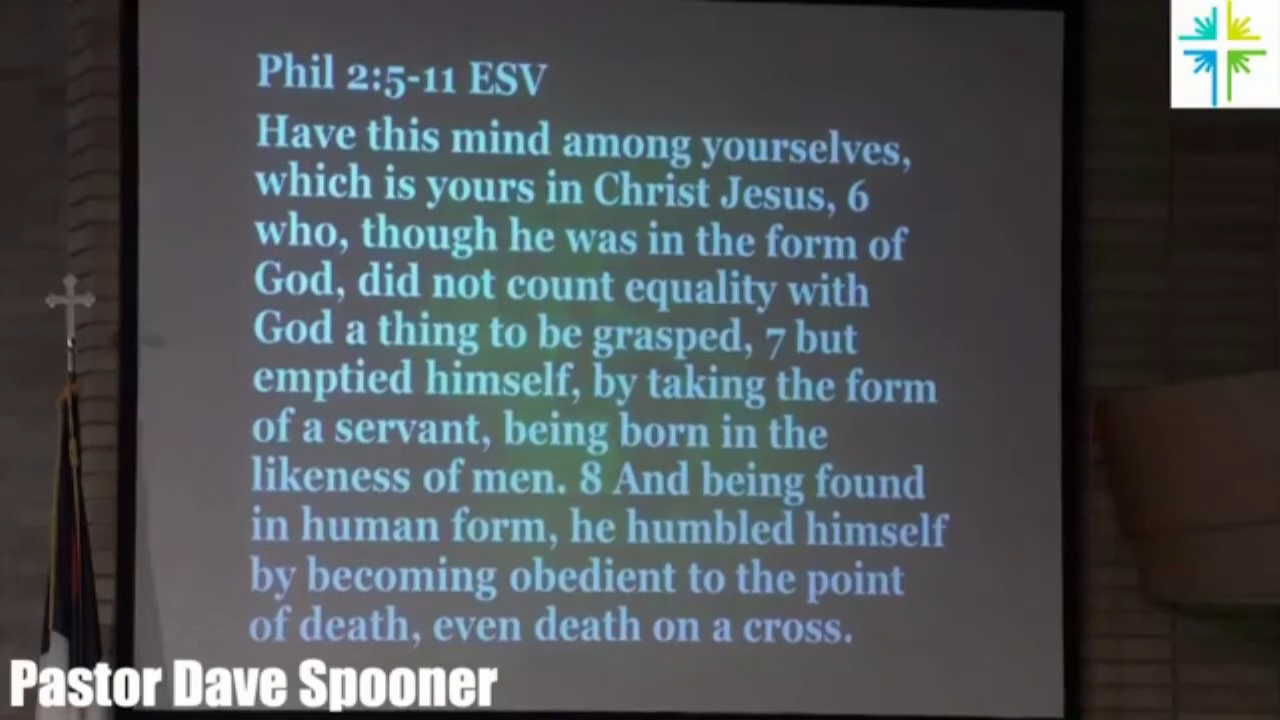 Phil 2:5-11 ESV
Have this mind among yourselves,
which is yours in Christ Jesus, 6
who, though he was in the form of
God, did not count equality with
God a thing to be grasped, 7 but
emptied himself, by taking the form
of a servant, being born in the
likeness of men. 8 And being found
in human form, he humbled himself
by becoming obedient to the point
of death, even death on a cross.
Pastor Dave Spooner